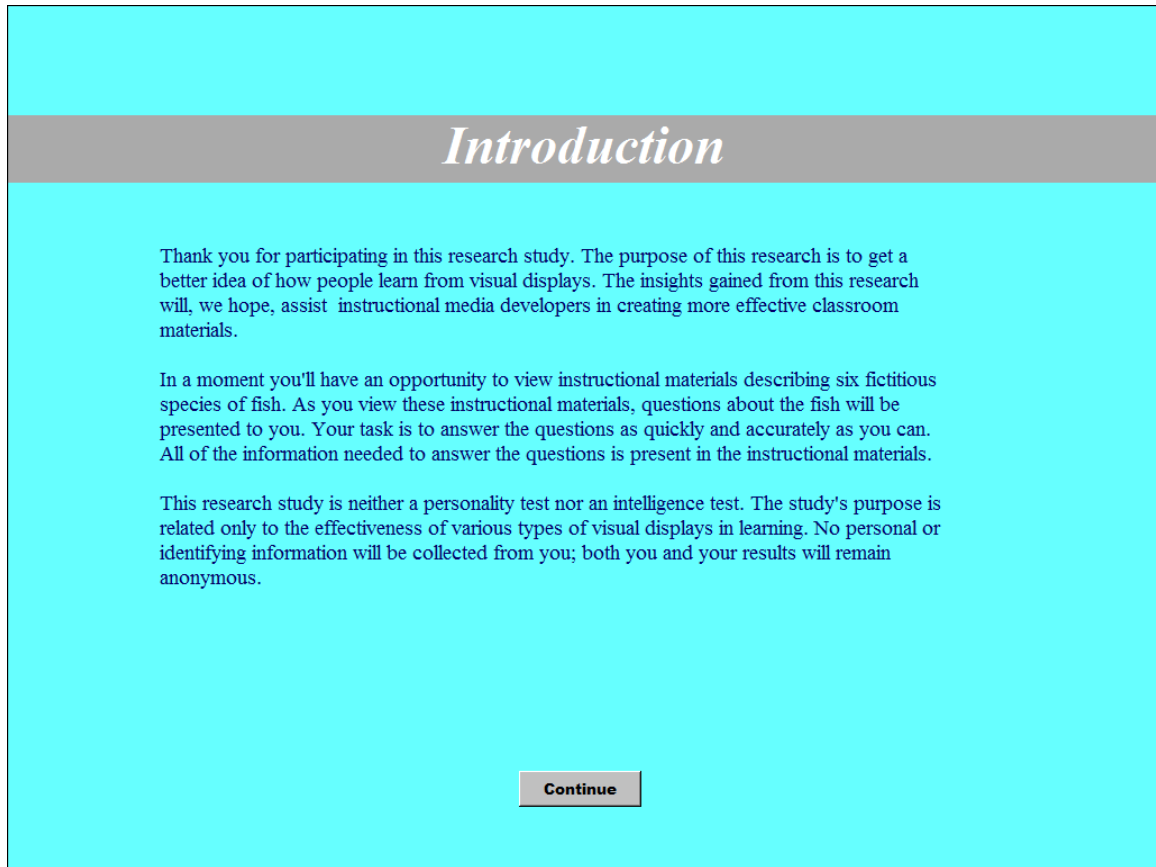 Introduction
Thank you for participating in this research study. The purpose of this research is to get a
better idea of how people learn from visual displays. The insights gained from this research
will, we hope, assist  instructional media developers in creating more effective classroom
materials.
In a moment you'll have an opportunity to view instructional materials describing six fictitious
species of fish. As you view these instructional materials, questions about the fish will be
presented to you. Your task is to answer the questions as quickly and accurately as you can.
All of the information needed to answer the questions is present in the instructional materials.
This research study is neither a personality test nor an intelligence test. The study's purpose is
related only to the effectiveness of various types of visual displays in learning. No personal or
identifying information will be collected from you; both you and your results will remain
anonymous.
Continue